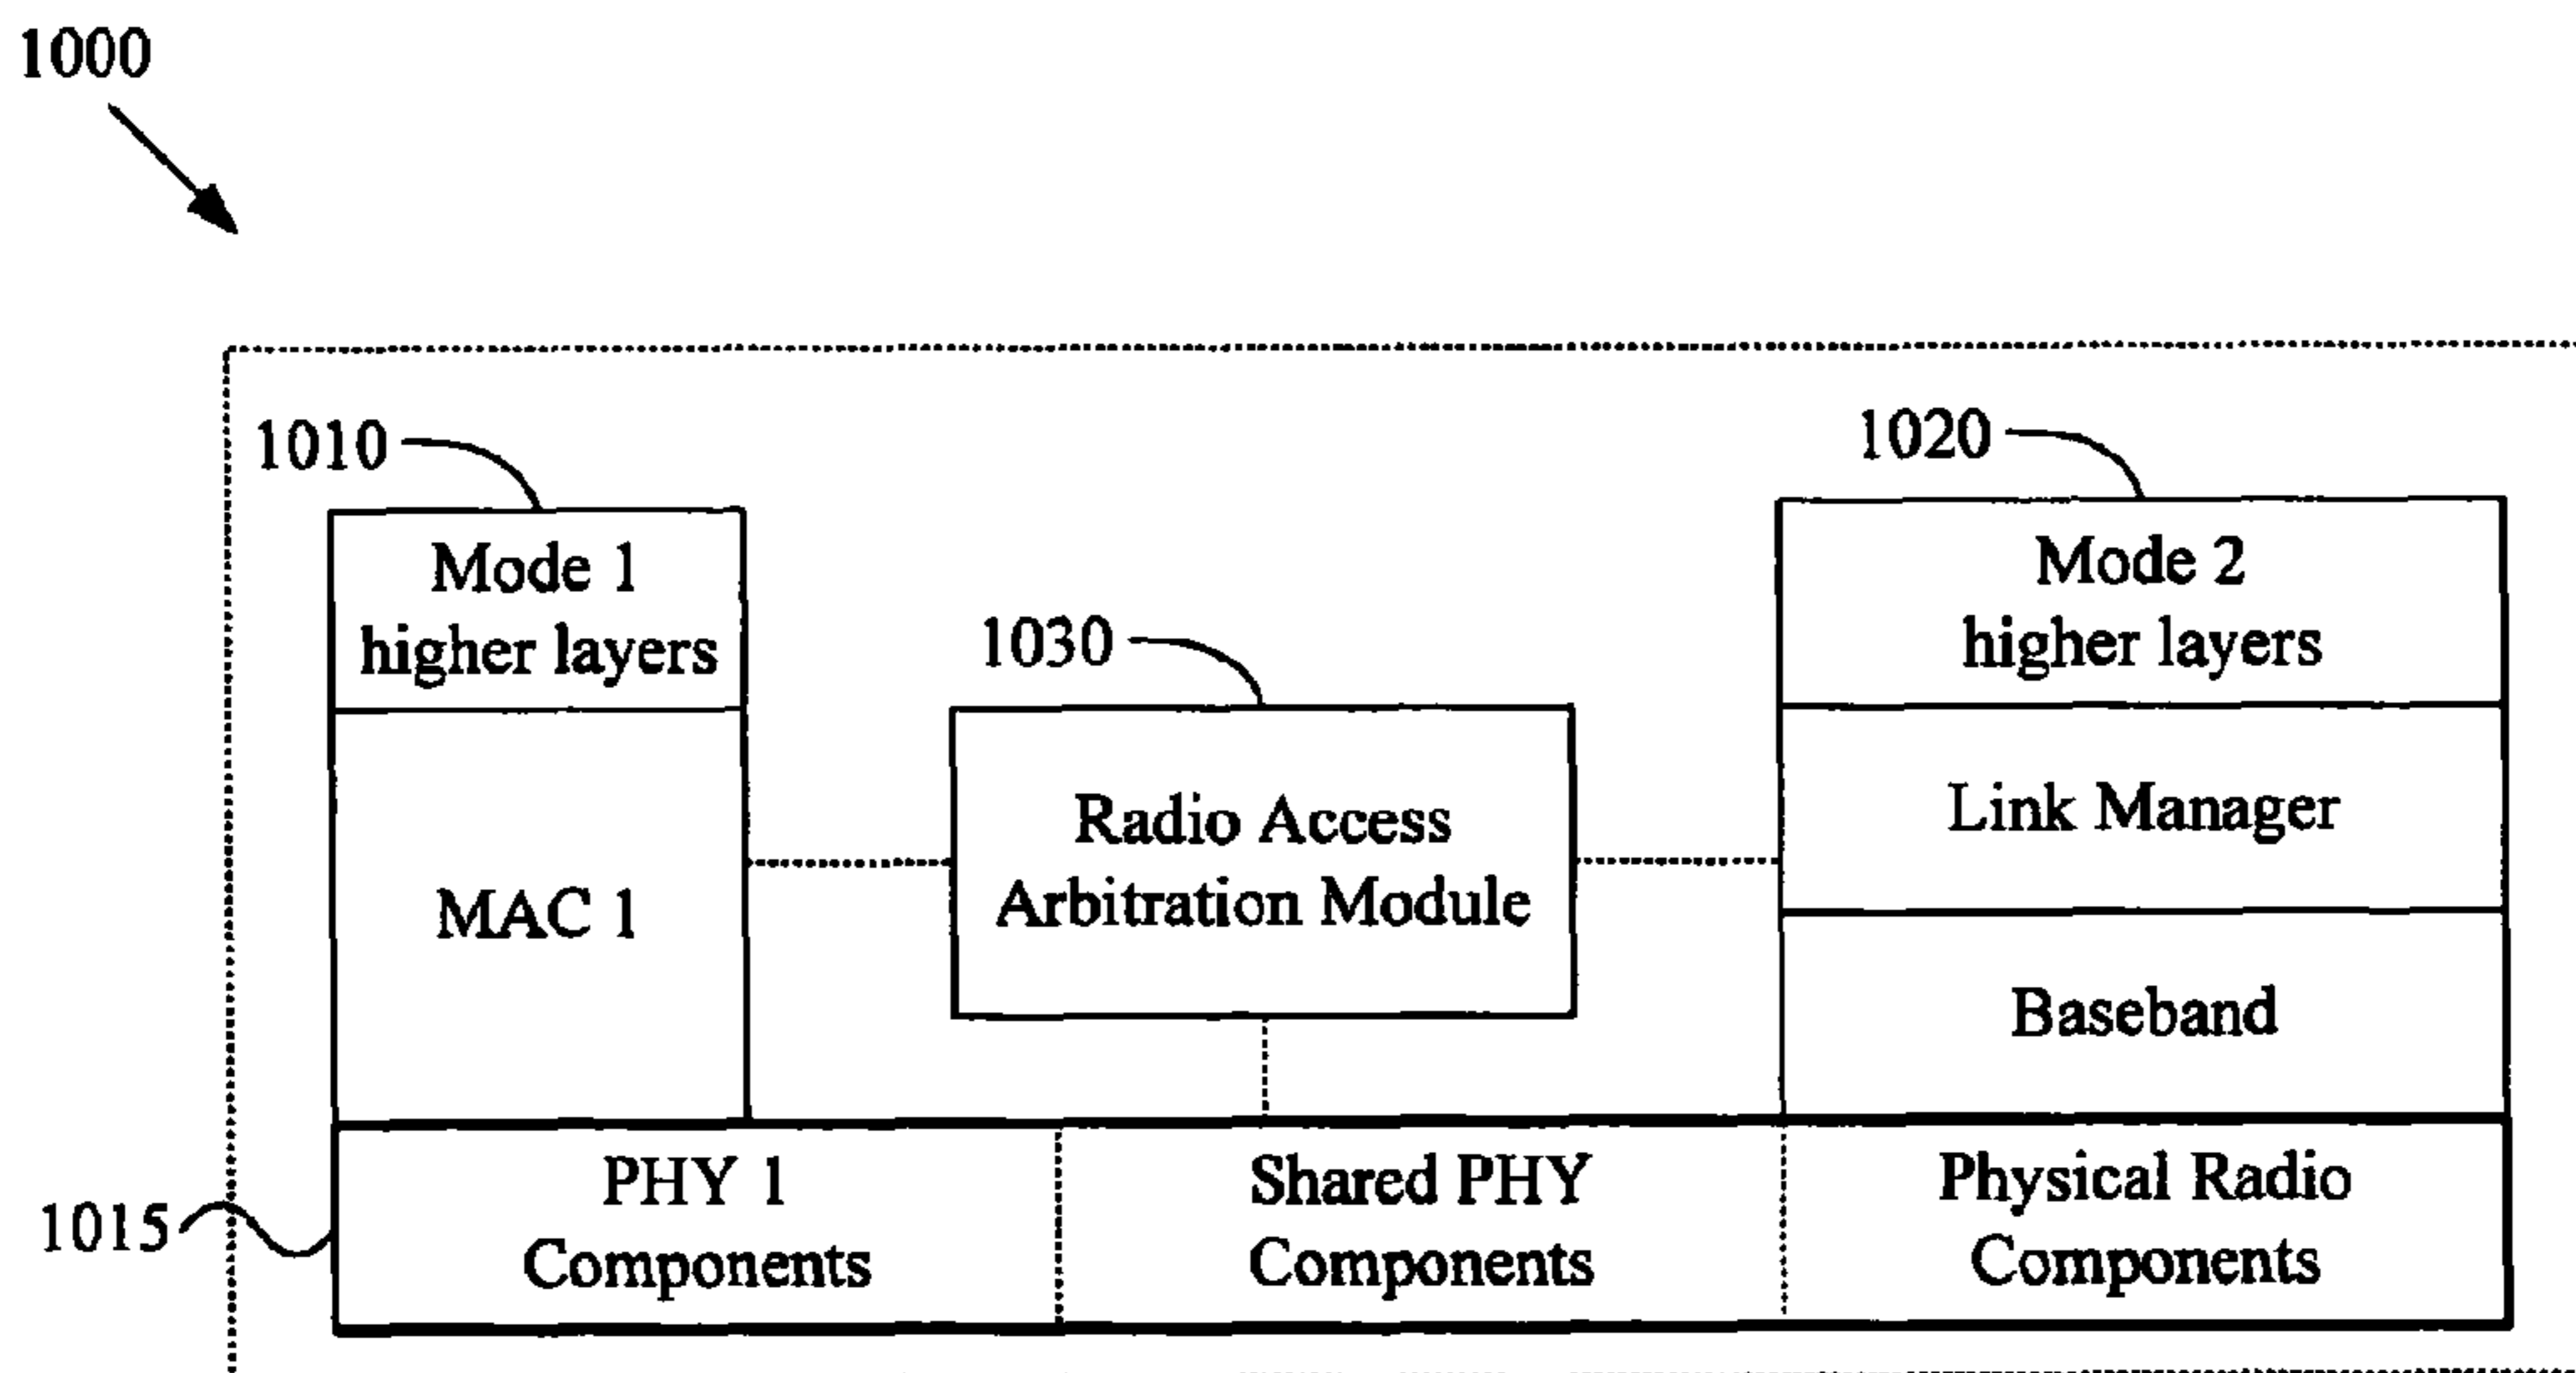 1000
1010
1020
Mode 1
higher layers
Mode 2
higher layers
1030
MAC 1
Radio Access
Arbitration Module
Link Manager
Baseband
1015
PHY 1
Components
Shared PHY
Components
Physical Radio
Components